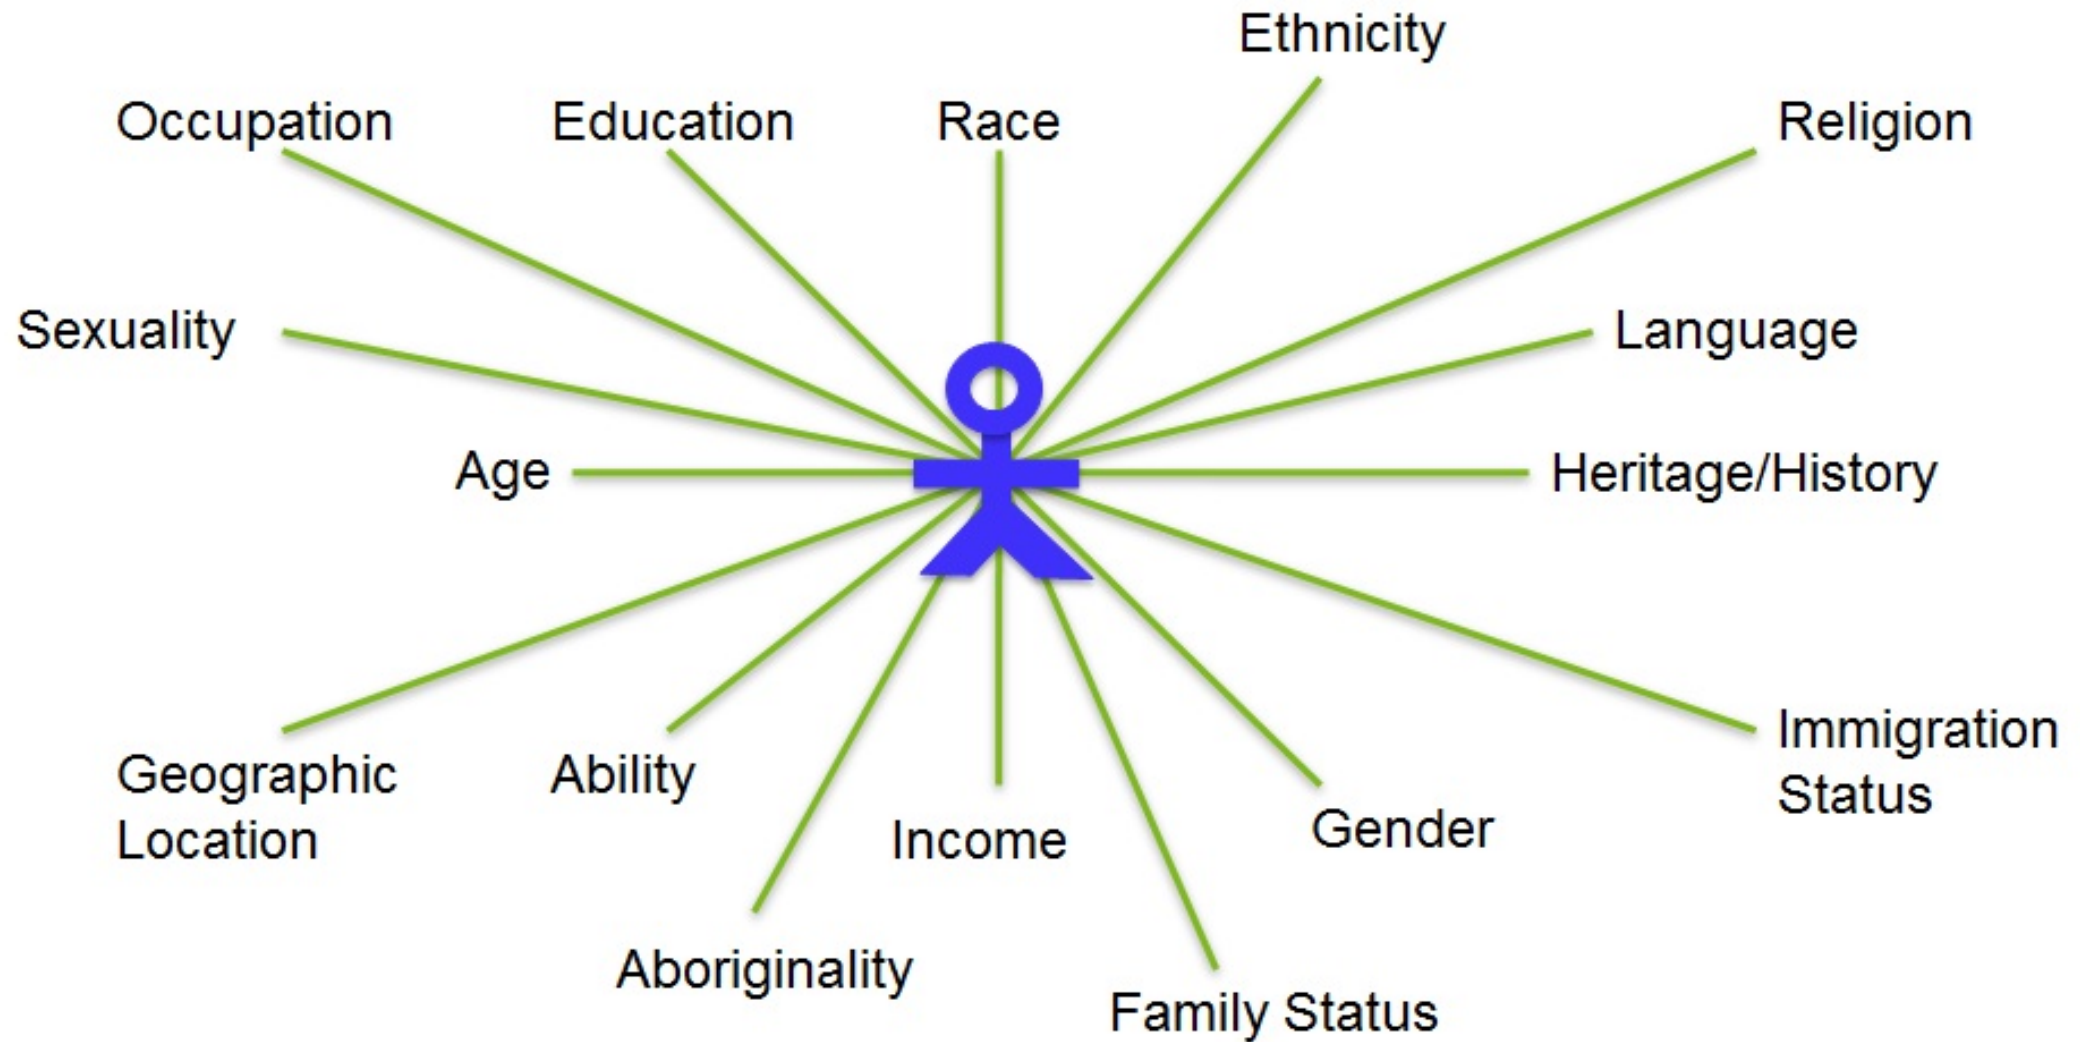 Ethnicity
Occupation
Education
Race
Religion
Sexuality
Language
Age
Heritage/History
Geographic
Location
Ability
Immigration
Status
Income
Gender
Aboriginality
Family Status